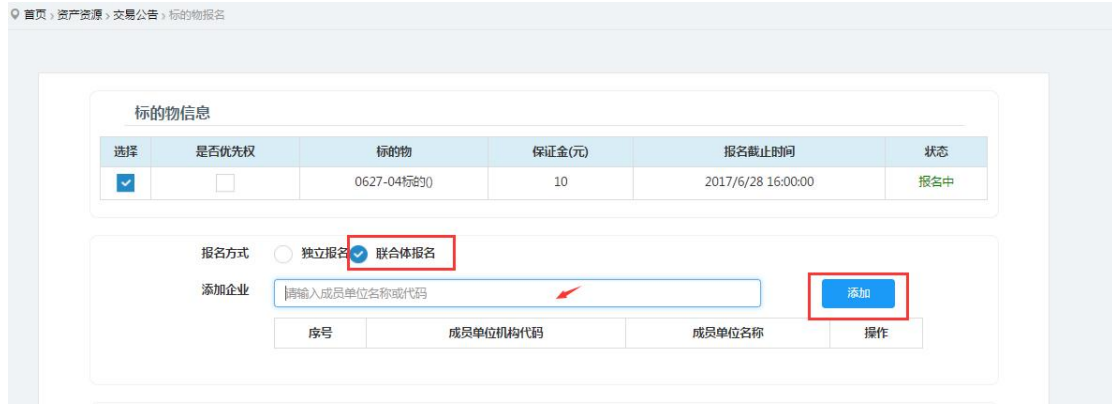 首页 › 资产资源 › 交易公告 › 标的物报名
标的物信息
选择 是否优先权 标的物 保证金(元) 报名截止时间 状态
0627-04标的() 10 2017/6/28 16:00:00 报名中
报名方式 独立报名 联合体报名
添加企业 请输入成员单位名称或代码 添加
序号 成员单位机构代码 成员单位名称 操作